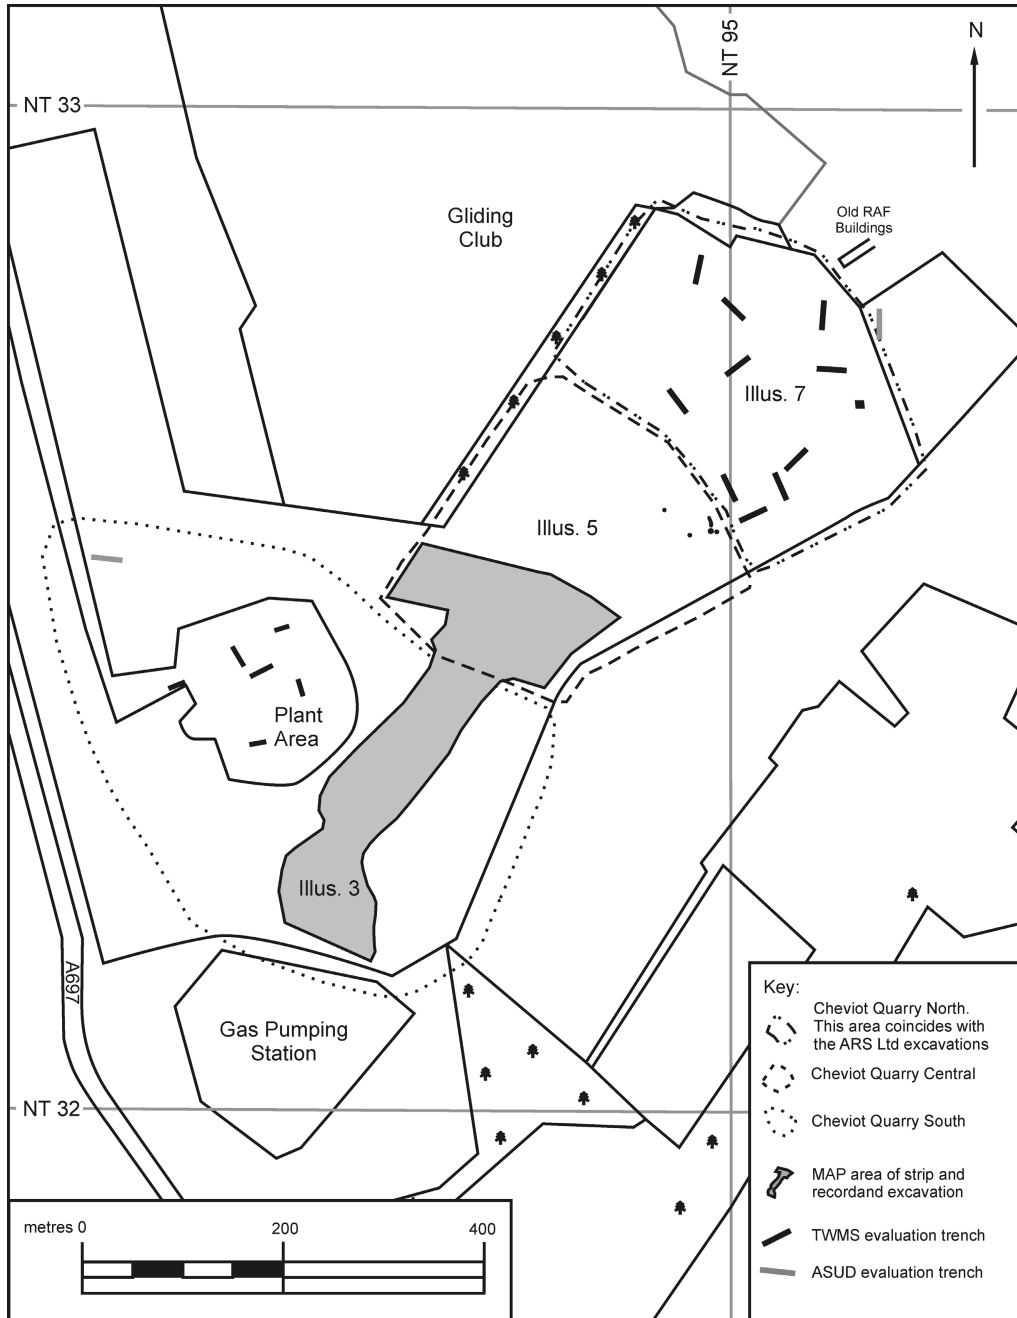 NT 95
N
NT 33
Gliding
Club
Old RAF
Buildings
Illus. 7
Illus. 5
Plant
Area
Illus. 3
A697
Gas Pumping
Station
NT 32
Key:
Cheviot Quarry North.
This area coincides with
the ARS Ltd excavations
Cheviot Quarry Central
Cheviot Quarry South
MAP area of strip and
recordand excavation
TWMS evaluation trench
ASUD evaluation trench
metres 0 200 400